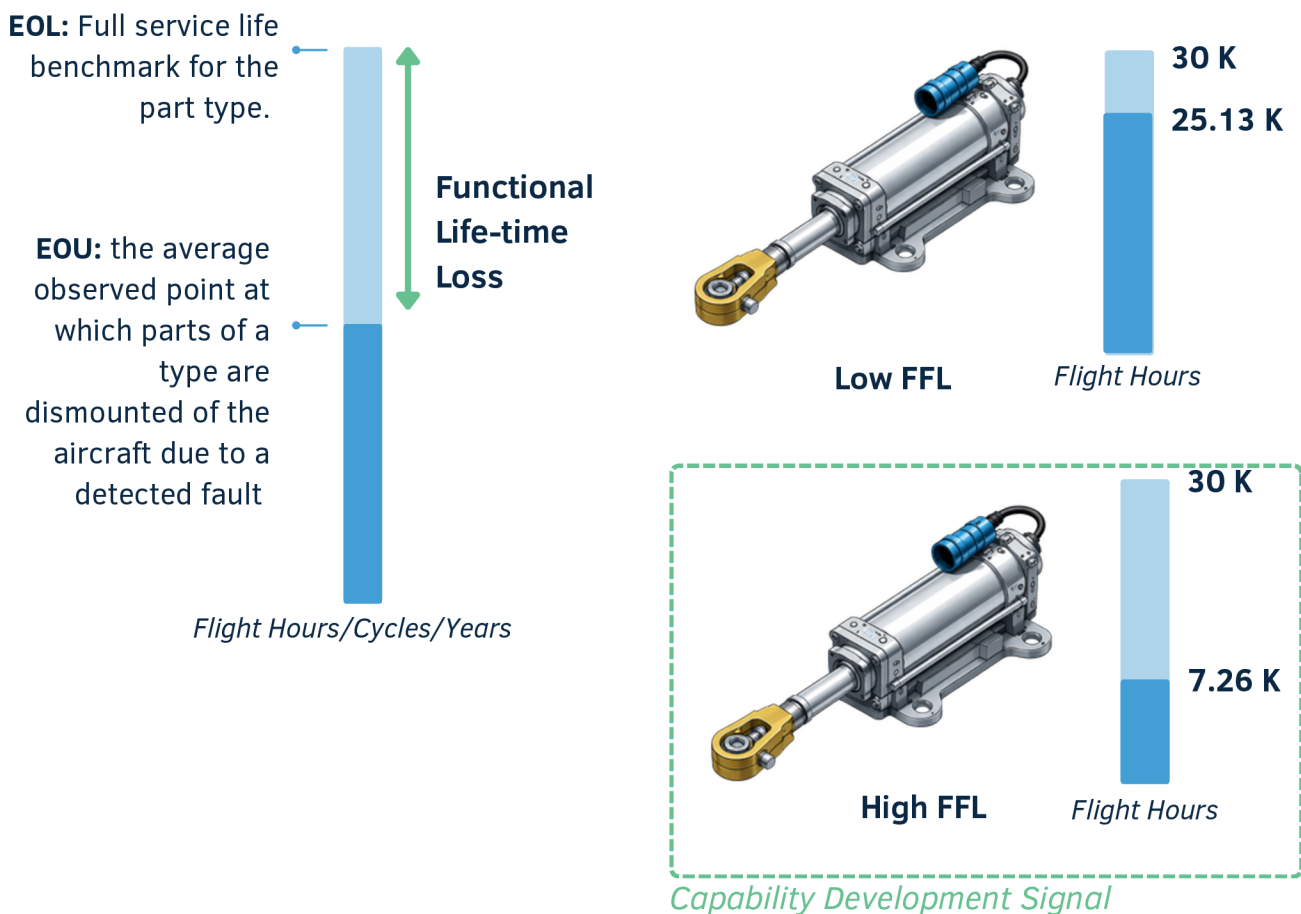 EOL: Full service life
benchmark for the
part type.
EOU: the average
observed point at
which parts of a
type are
dismounted of the
aircraft due to a
detected fault
Functional
Life-time
Loss
Flight Hours/Cycles/Years
30 K
25.13 K
Low FFL
Flight Hours
30 K
7.26 K
High FFL
Flight Hours
Capability Development Signal